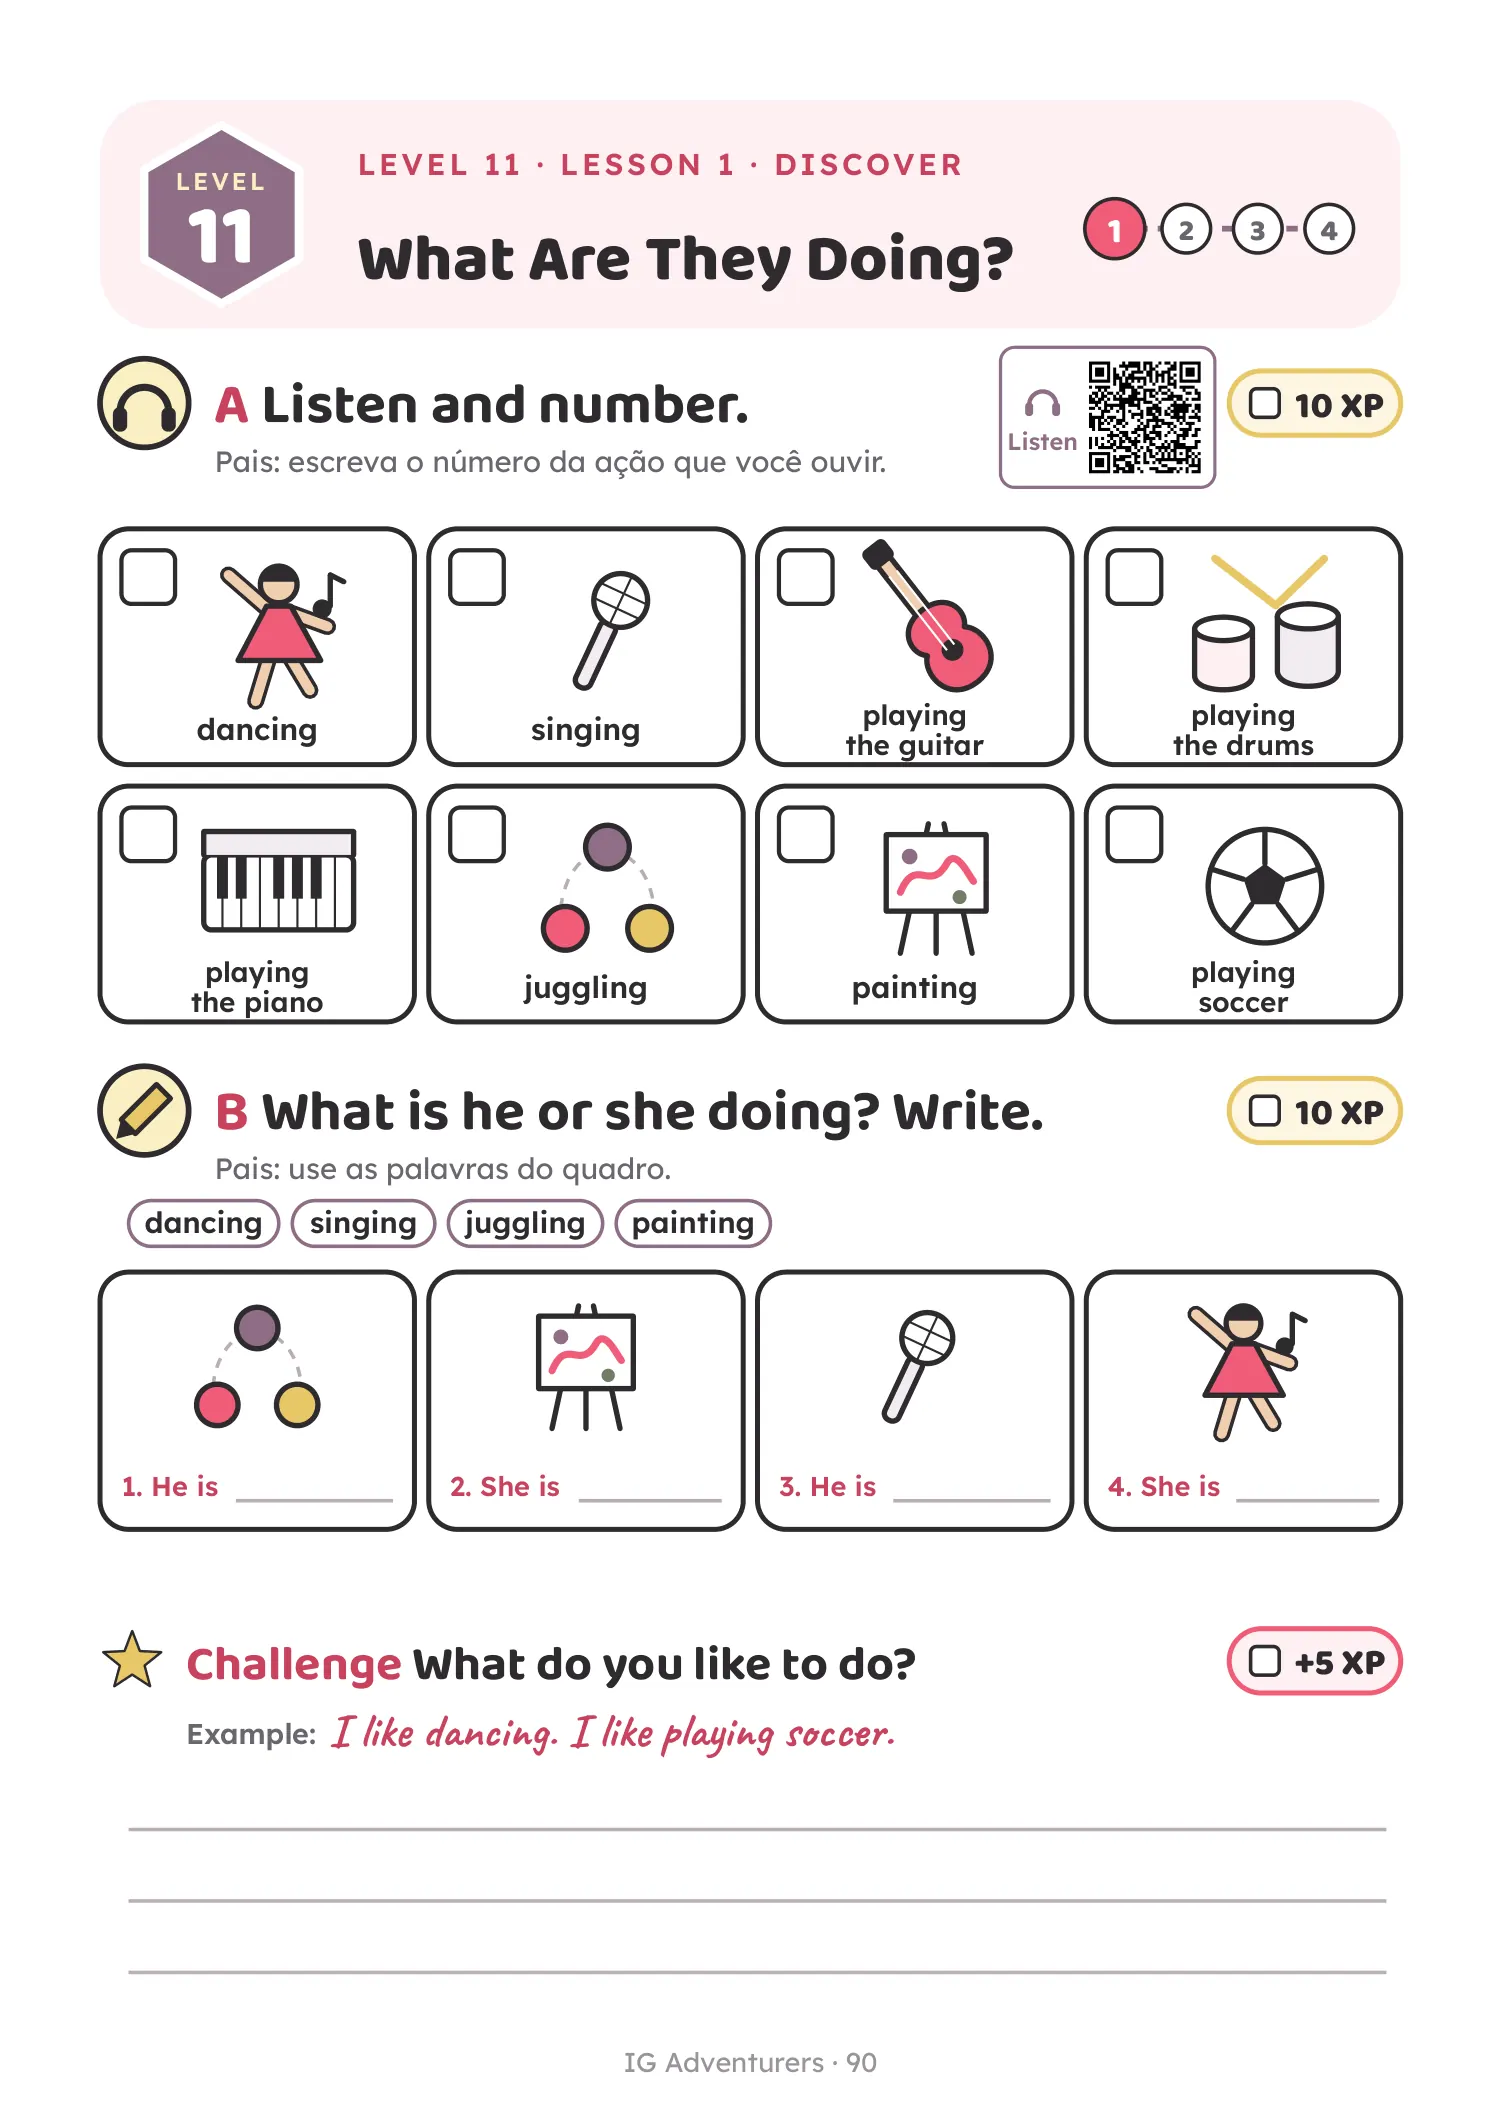 LEVEL
11
LEVEL 11 · LESSON 1 · DISCOVER
What Are They Doing?
1 2 3 4
A Listen and number.
Pais: escreva o número da ação que você ouvir.
Listen
10 XP
dancing
singing
playing
the guitar
playing
the drums
playing
the piano
juggling
painting
playing
soccer
B What is he or she doing? Write.
10 XP
Pais: use as palavras do quadro.
dancing singing juggling painting
1. He is
2. She is
3. He is
4. She is
Challenge What do you like to do?
+5 XP
Example: I like dancing. I like playing soccer.
IG Adventurers · 90